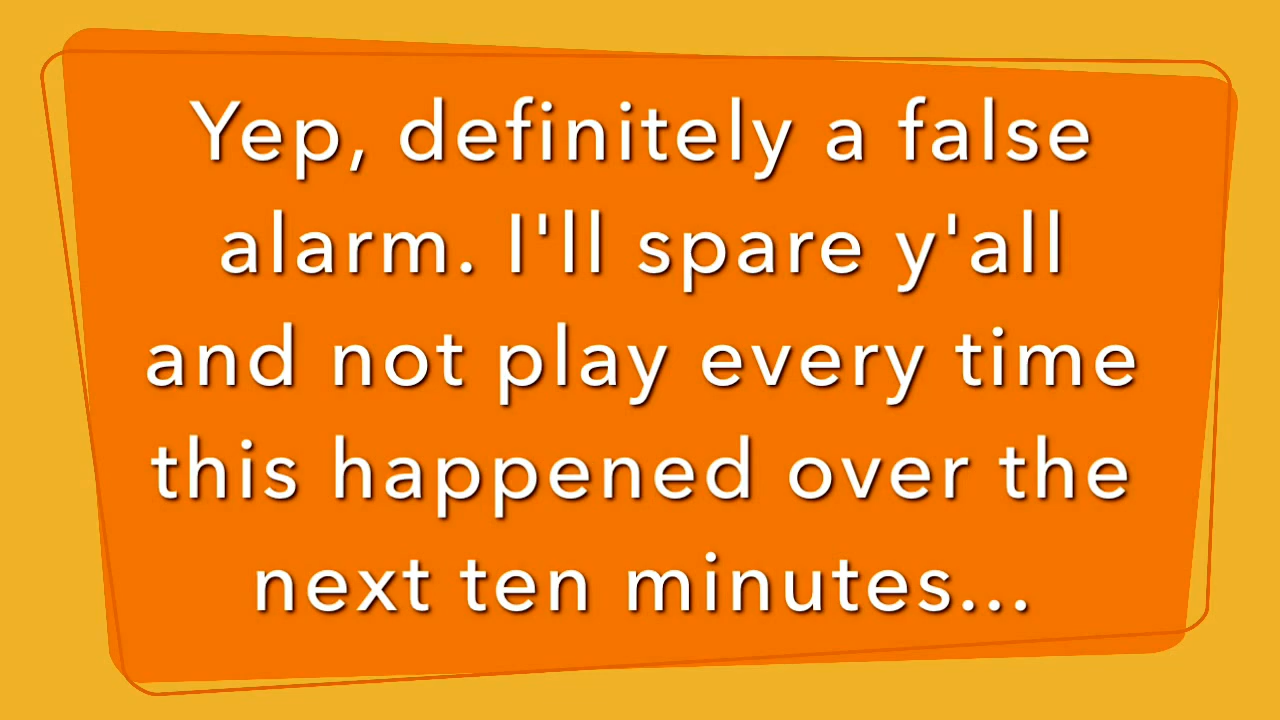 Yep, definitely a false
alarm. I'll spare y'all
and not play every time
this happened over the
next ten minutes...